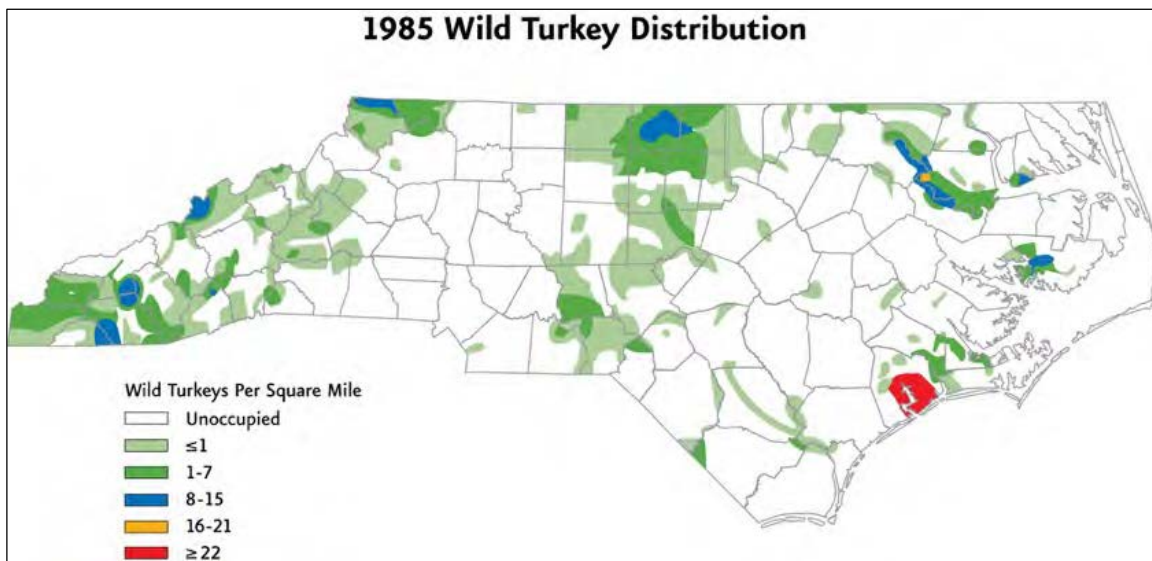 1985 Wild Turkey Distribution
Wild Turkeys Per Square Mile
Unoccupied
≤1
1-7
8-15
16-21
≥22